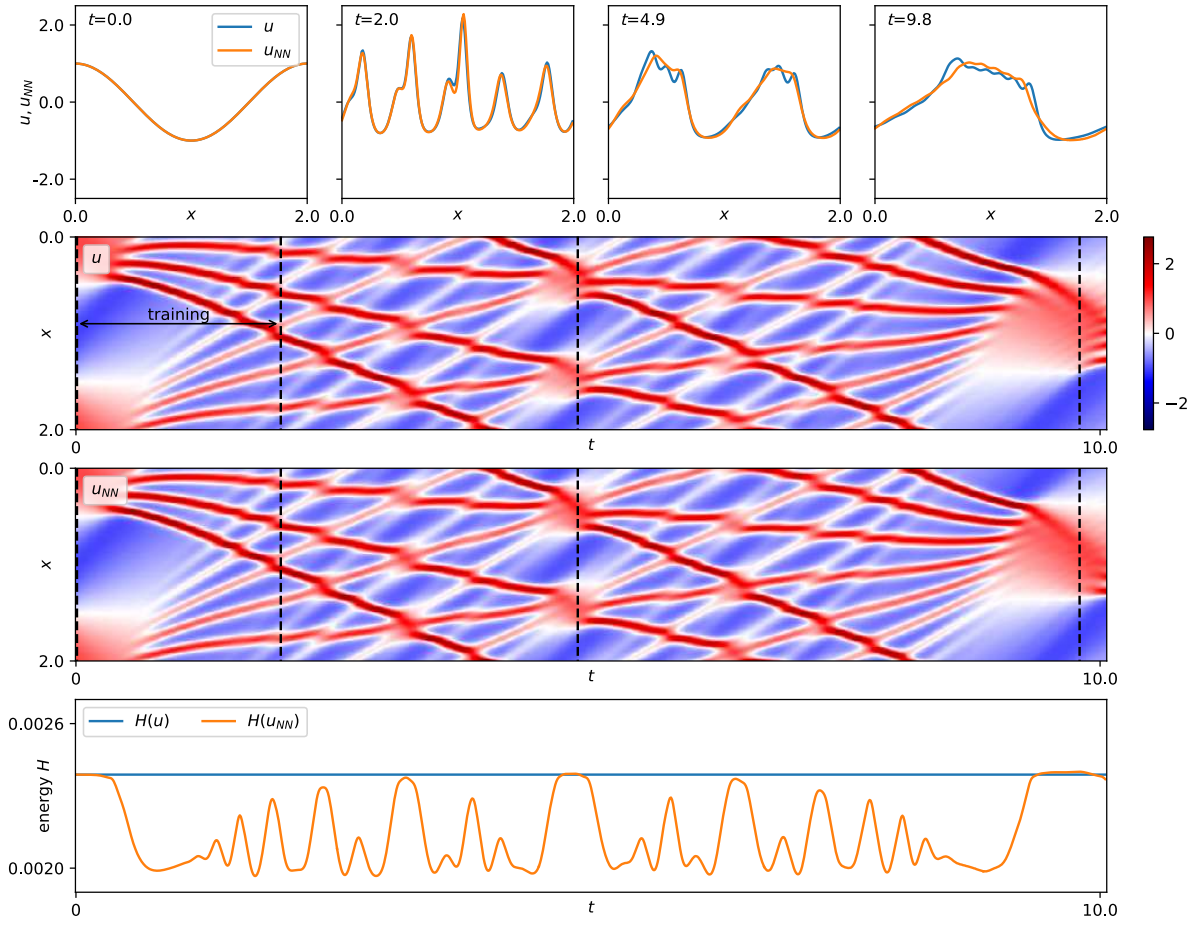 t=0.0
u
u_NN
t=2.0
t=4.9
t=9.8
2.0
0.0
-2.0
u, u_NN
0.0 x 2.0
0.0 x 2.0
0.0 x 2.0
0.0 x 2.0
0.0
u
training
x
2.0
0 t 10.0
2
0
−2
0.0
u_NN
x
2.0
0 t 10.0
0.0026
H(u) H(u_NN)
energy H
0.0020
0 t 10.0